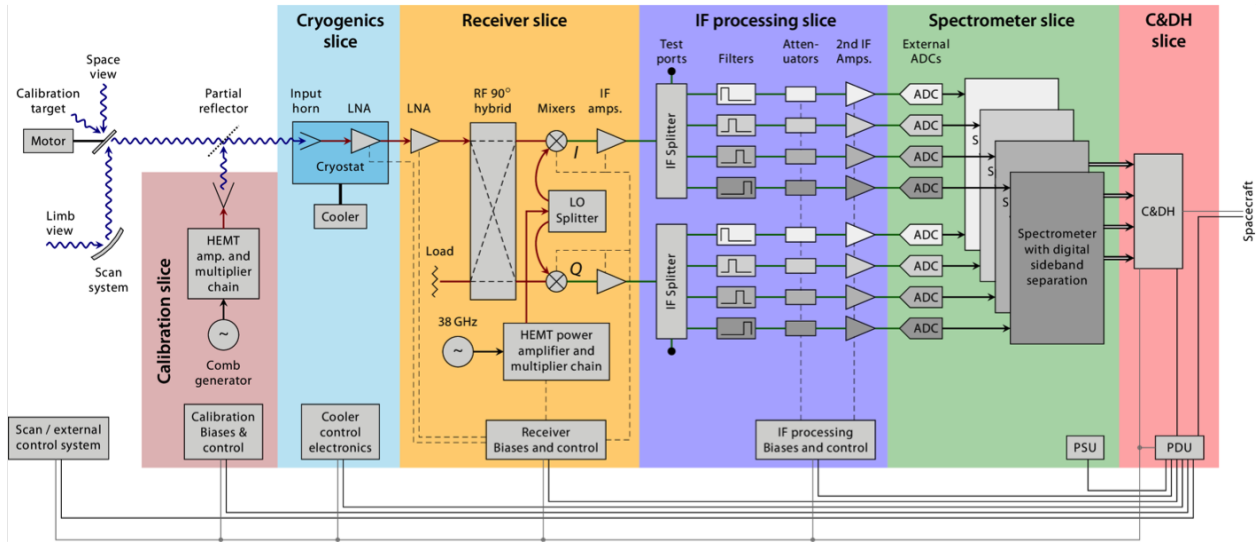 Cryogenics
slice
Receiver slice
IF processing slice
Spectrometer slice
C&DH
slice
Space
view
Calibration
target
Motor
Partial
reflector
Limb
view
Scan
system
Input
horn
LNA
Cryostat
Cooler
LNA
RF 90°
hybrid
Mixers
IF
amps.
I
LO
Splitter
Q
Load
38 GHz
~
HEMT power
amplifier and
multiplier chain
Calibration slice
HEMT
amp. and
multiplier
chain
~
Comb
generator
Test
ports
Filters
Atten-
uators
2nd IF
Amps.
IF Splitter
IF Splitter
External
ADCs
ADC
ADC
ADC
ADC
ADC
ADC
ADC
ADC
S
S
S
Spectrometer
with digital
sideband
separation
C&DH
Spacecraft
Scan / external
control system
Calibration
Biases &
control
Cooler
control
electronics
Receiver
Biases and control
IF processing
Biases and control
PSU
PDU